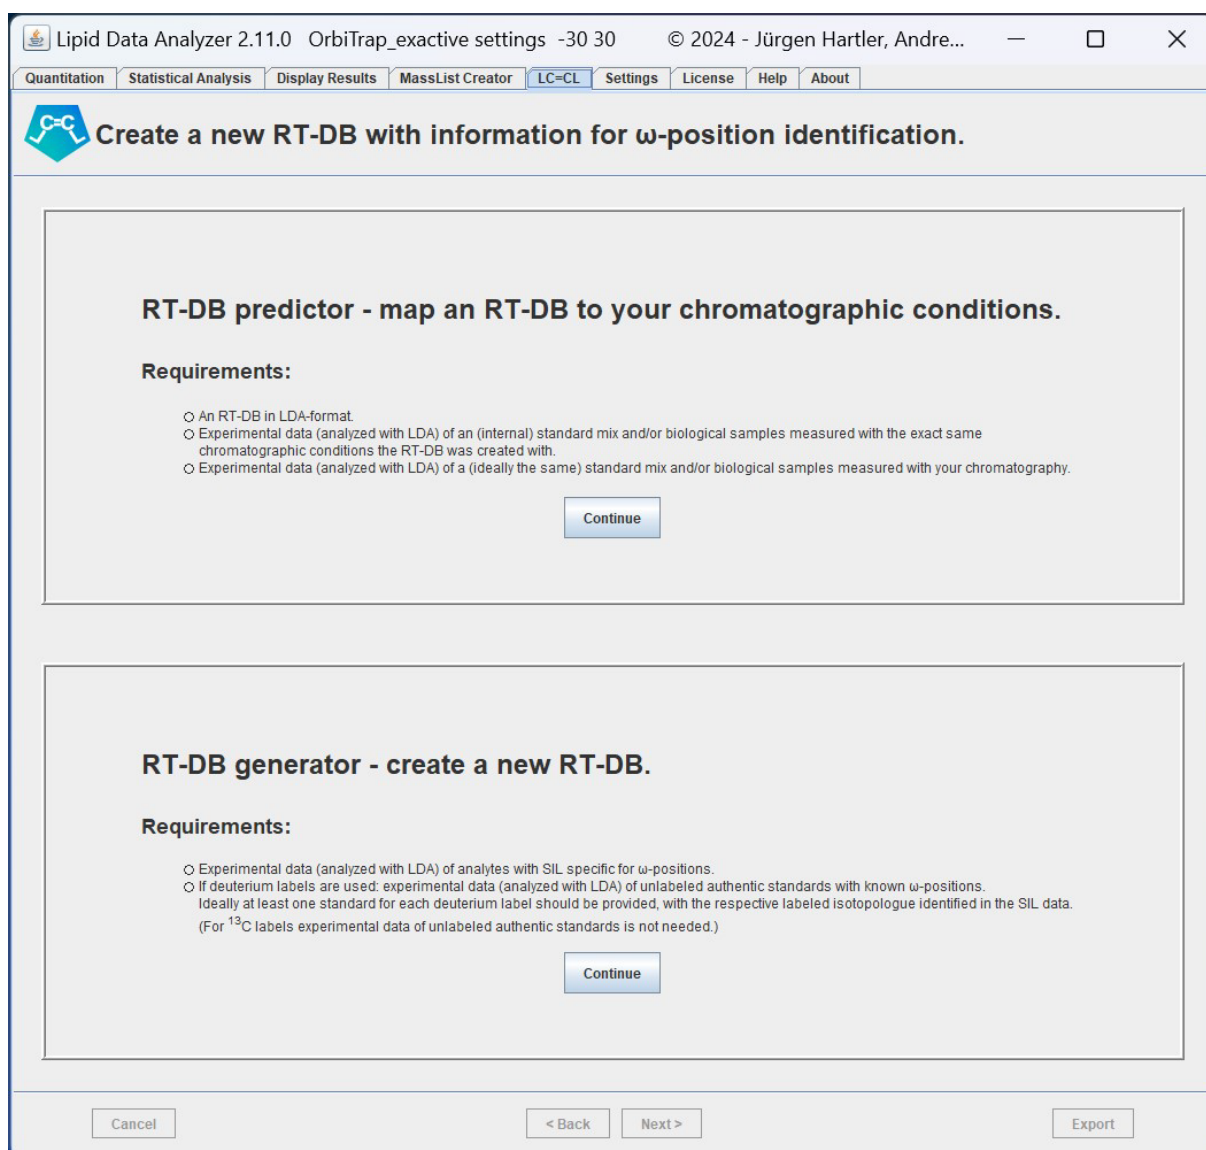 Lipid Data Analyzer 2.11.0 OrbiTrap_exactive settings -30 30 © 2024 - Jürgen Hartler, Andre...
Quantitation Statistical Analysis Display Results MassList Creator LC=CL Settings License Help About
C=C
Create a new RT-DB with information for ω-position identification.
RT-DB predictor - map an RT-DB to your chromatographic conditions.
Requirements:
An RT-DB in LDA-format.
Experimental data (analyzed with LDA) of an (internal) standard mix and/or biological samples measured with the exact same
chromatographic conditions the RT-DB was created with.
Experimental data (analyzed with LDA) of a (ideally the same) standard mix and/or biological samples measured with your chromatography.
Continue
RT-DB generator - create a new RT-DB.
Requirements:
Experimental data (analyzed with LDA) of analytes with SIL specific for ω-positions.
If deuterium labels are used: experimental data (analyzed with LDA) of unlabeled authentic standards with known ω-positions.
Ideally at least one standard for each deuterium label should be provided, with the respective labeled isotopologue identified in the SIL data.
(For ¹³C labels experimental data of unlabeled authentic standards is not needed.)
Continue
Cancel < Back Next > Export